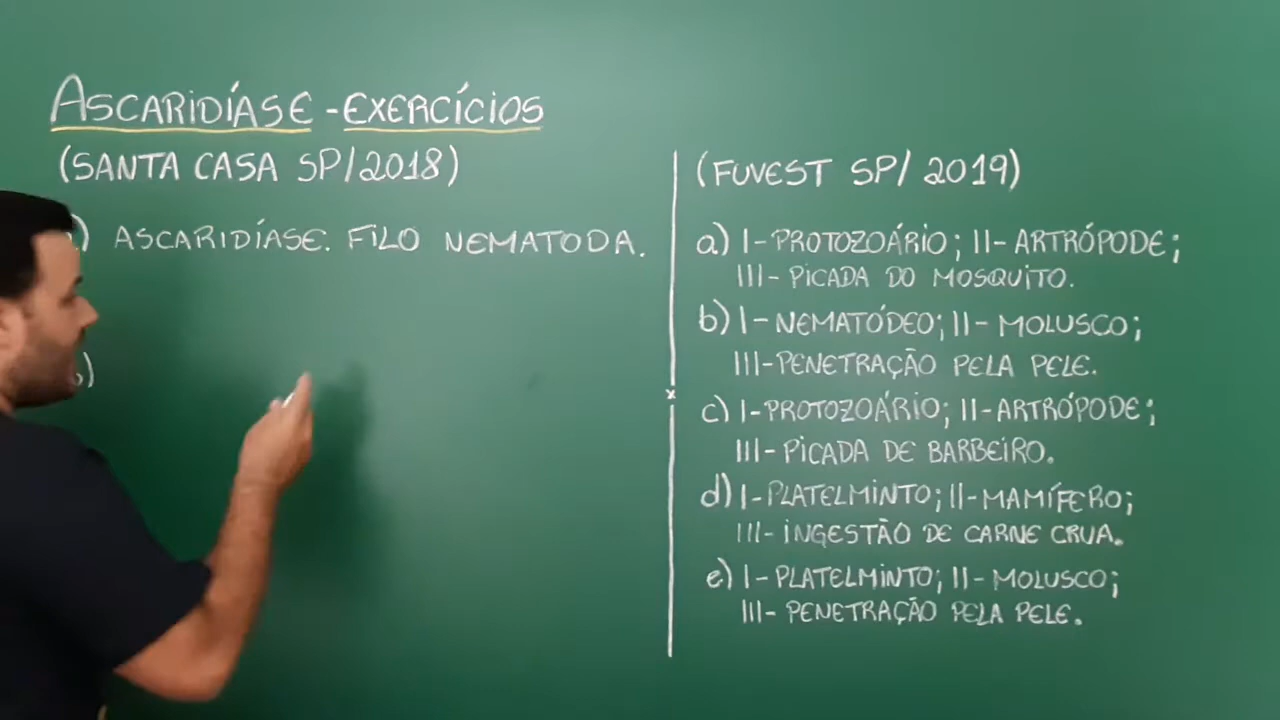 ASCARIDÍASE - EXERCÍCIOS
(SANTA CASA SP/2018)
) ASCARIDÍASE. FILO NEMATODA.
b)
(FUVEST SP/ 2019)
a) I - PROTOZOÁRIO; II - ARTRÓPODE;
III - PICADA DO MOSQUITO.
b) I - NEMATÓDEO; II - MOLUSCO;
III - PENETRAÇÃO PELA PELE.
c) I - PROTOZOÁRIO; II - ARTRÓPODE;
III - PICADA DE BARBEIRO.
d) I - PLATELMINTO; II - MAMÍFERO;
III - INGESTÃO DE CARNE CRUA.
e) I - PLATELMINTO; II - MOLUSCO;
III - PENETRAÇÃO PELA PELE.